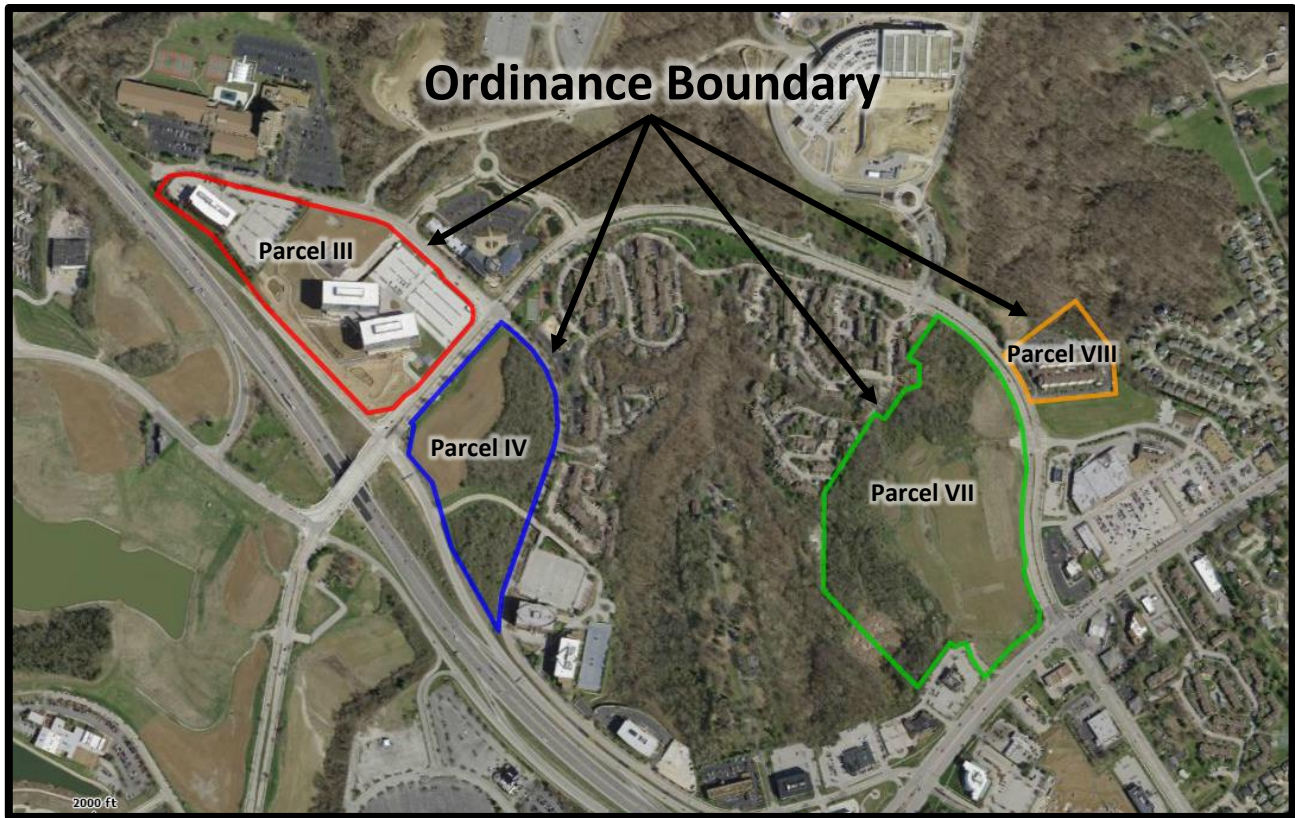 Ordinance Boundary
Parcel III
Parcel VIII
Parcel IV
Parcel VII
2000 ft